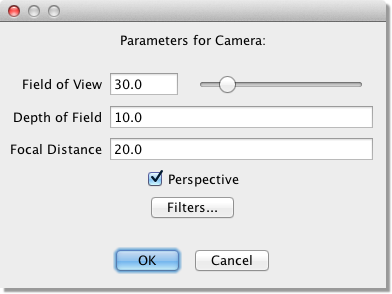 Parameters for Camera:
Field of View 30.0
Depth of Field 10.0
Focal Distance 20.0
Perspective
Filters...
OK Cancel